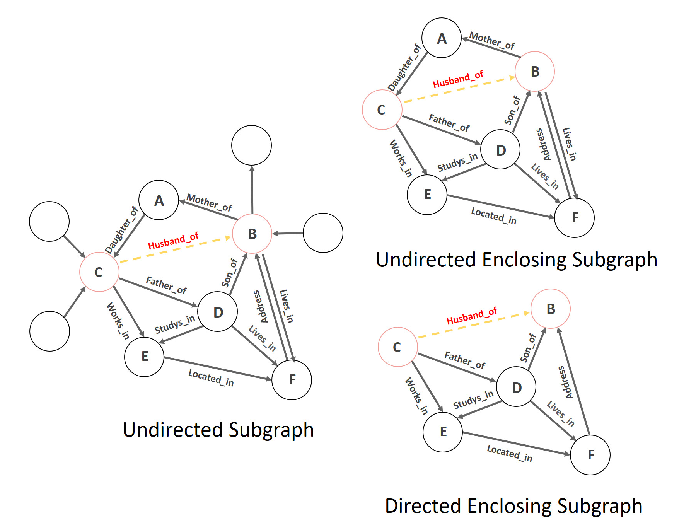 A
Mother_of
Daughter_of
B
Husband_of
C
Father_of
Son_of
D
Works_in
Studys_in
Address
Lives_in
Lives_in
E
Located_in
F
Undirected Enclosing Subgraph
A
Mother_of
Daughter_of
B
Husband_of
C
Father_of
Son_of
D
Works_in
Studys_in
Address
Lives_in
Lives_in
E
Located_in
F
Undirected Subgraph
B
Husband_of
C
Father_of
Son_of
D
Works_in
Studys_in
Address
Lives_in
E
Located_in
F
Directed Enclosing Subgraph